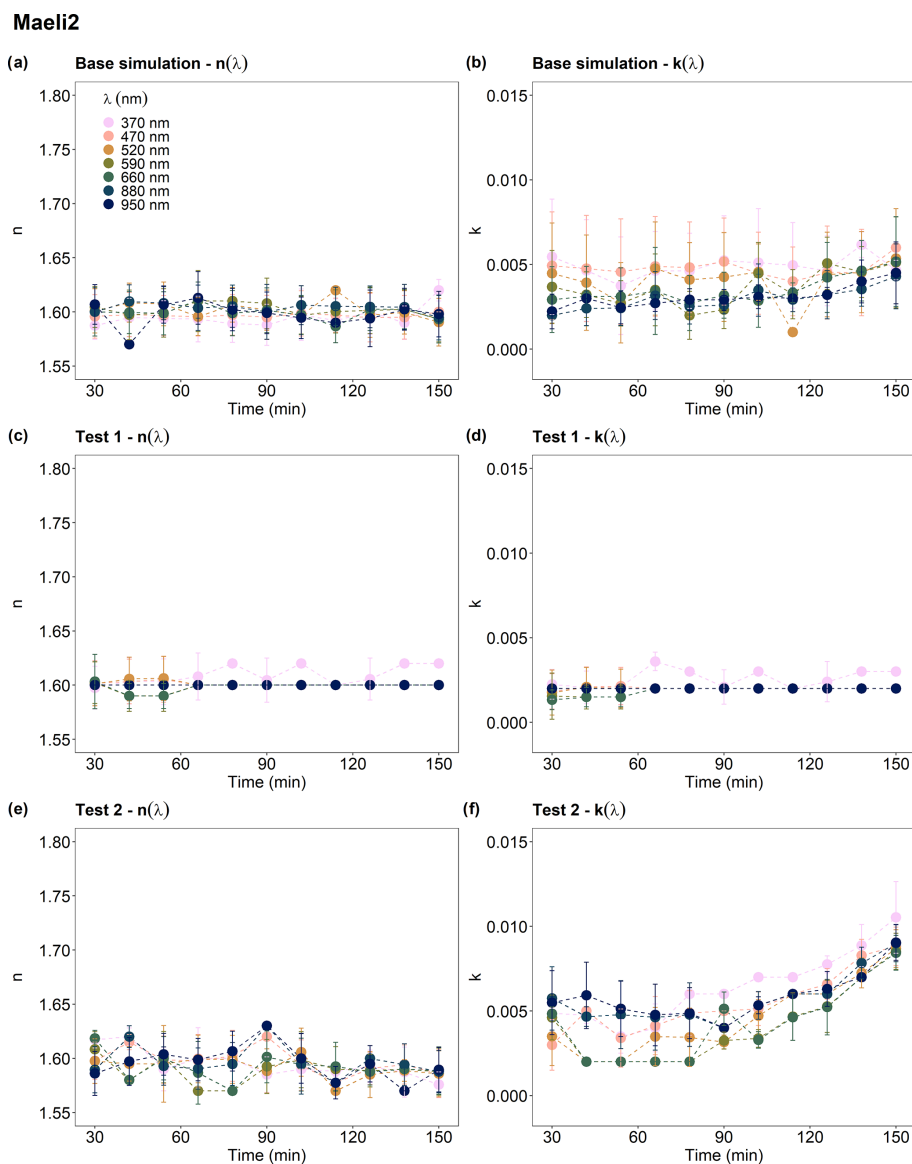 Maeli2
(a) Base simulation - n(λ)
(b) Base simulation - k(λ)
1.80
1.70
n
1.65
1.60
1.55
λ (nm)
370 nm
470 nm
520 nm
590 nm
660 nm
880 nm
950 nm
30 60 90 120 150
Time (min)
0.015
0.010
k
0.005
0.000
30 60 90 120 150
Time (min)
(c) Test 1 - n(λ)
(d) Test 1 - k(λ)
1.80
1.70
n
1.65
1.60
1.55
30 60 90 120 150
Time (min)
0.015
0.010
k
0.005
0.000
30 60 90 120 150
Time (min)
(e) Test 2 - n(λ)
(f) Test 2 - k(λ)
1.80
1.75
n
1.65
1.60
1.55
30 60 90 120 150
Time (min)
0.015
0.010
k
0.005
0.000
30 60 90 120 150
Time (min)